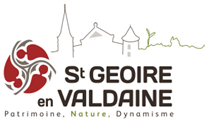 St GEOIRE
en VALDAINE
Patrimoine, Nature, Dynamisme